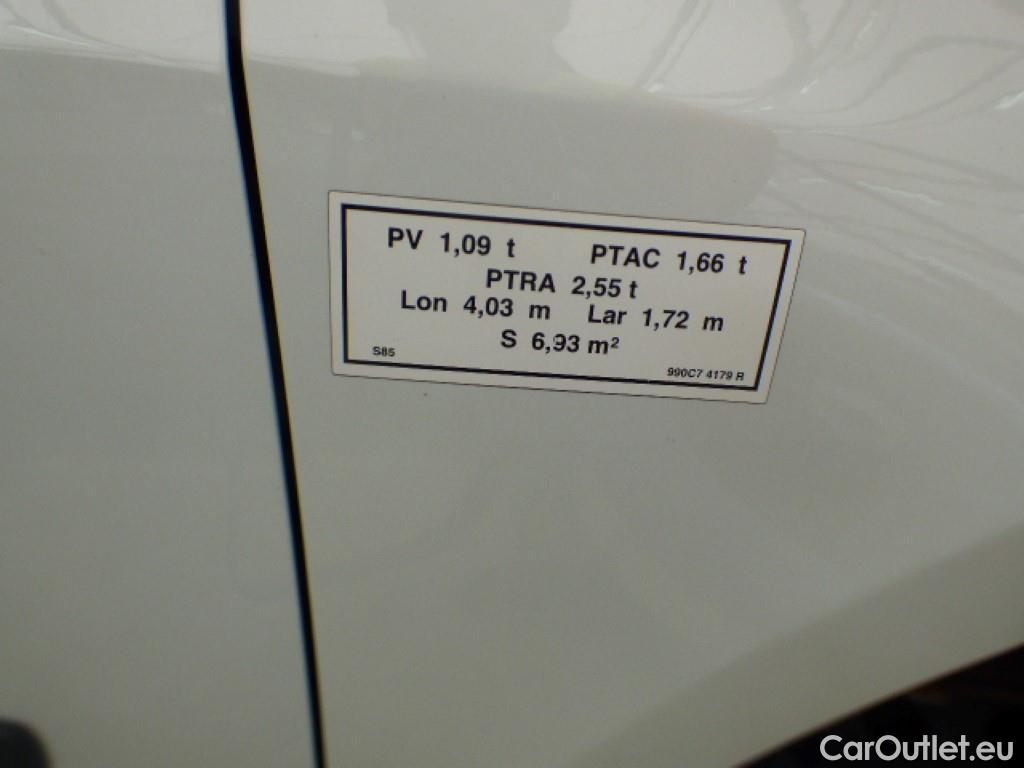 PV 1,09 t PTAC 1,66 t
PTRA 2,55 t
Lon 4,03 m Lar 1,72 m
S 6,93 m²
S85 990C7 4179 R
CarOutlet.eu